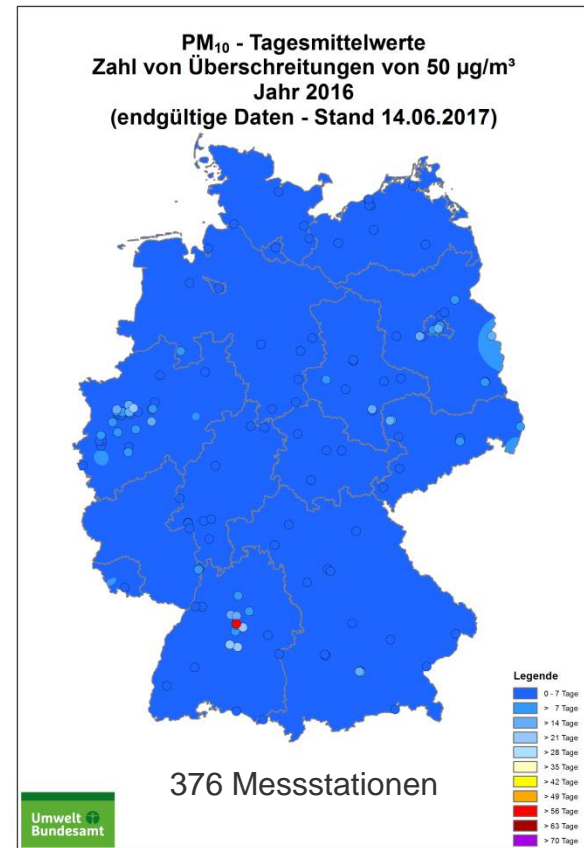 PM₁₀ - Tagesmittelwerte
Zahl von Überschreitungen von 50 µg/m³
Jahr 2016
(endgültige Daten - Stand 14.06.2017)
Legende
0 - 7 Tage
> 7 Tage
> 14 Tage
> 21 Tage
> 28 Tage
> 35 Tage
> 42 Tage
> 49 Tage
> 56 Tage
> 63 Tage
> 70 Tage
376 Messstationen
Umwelt
Bundesamt